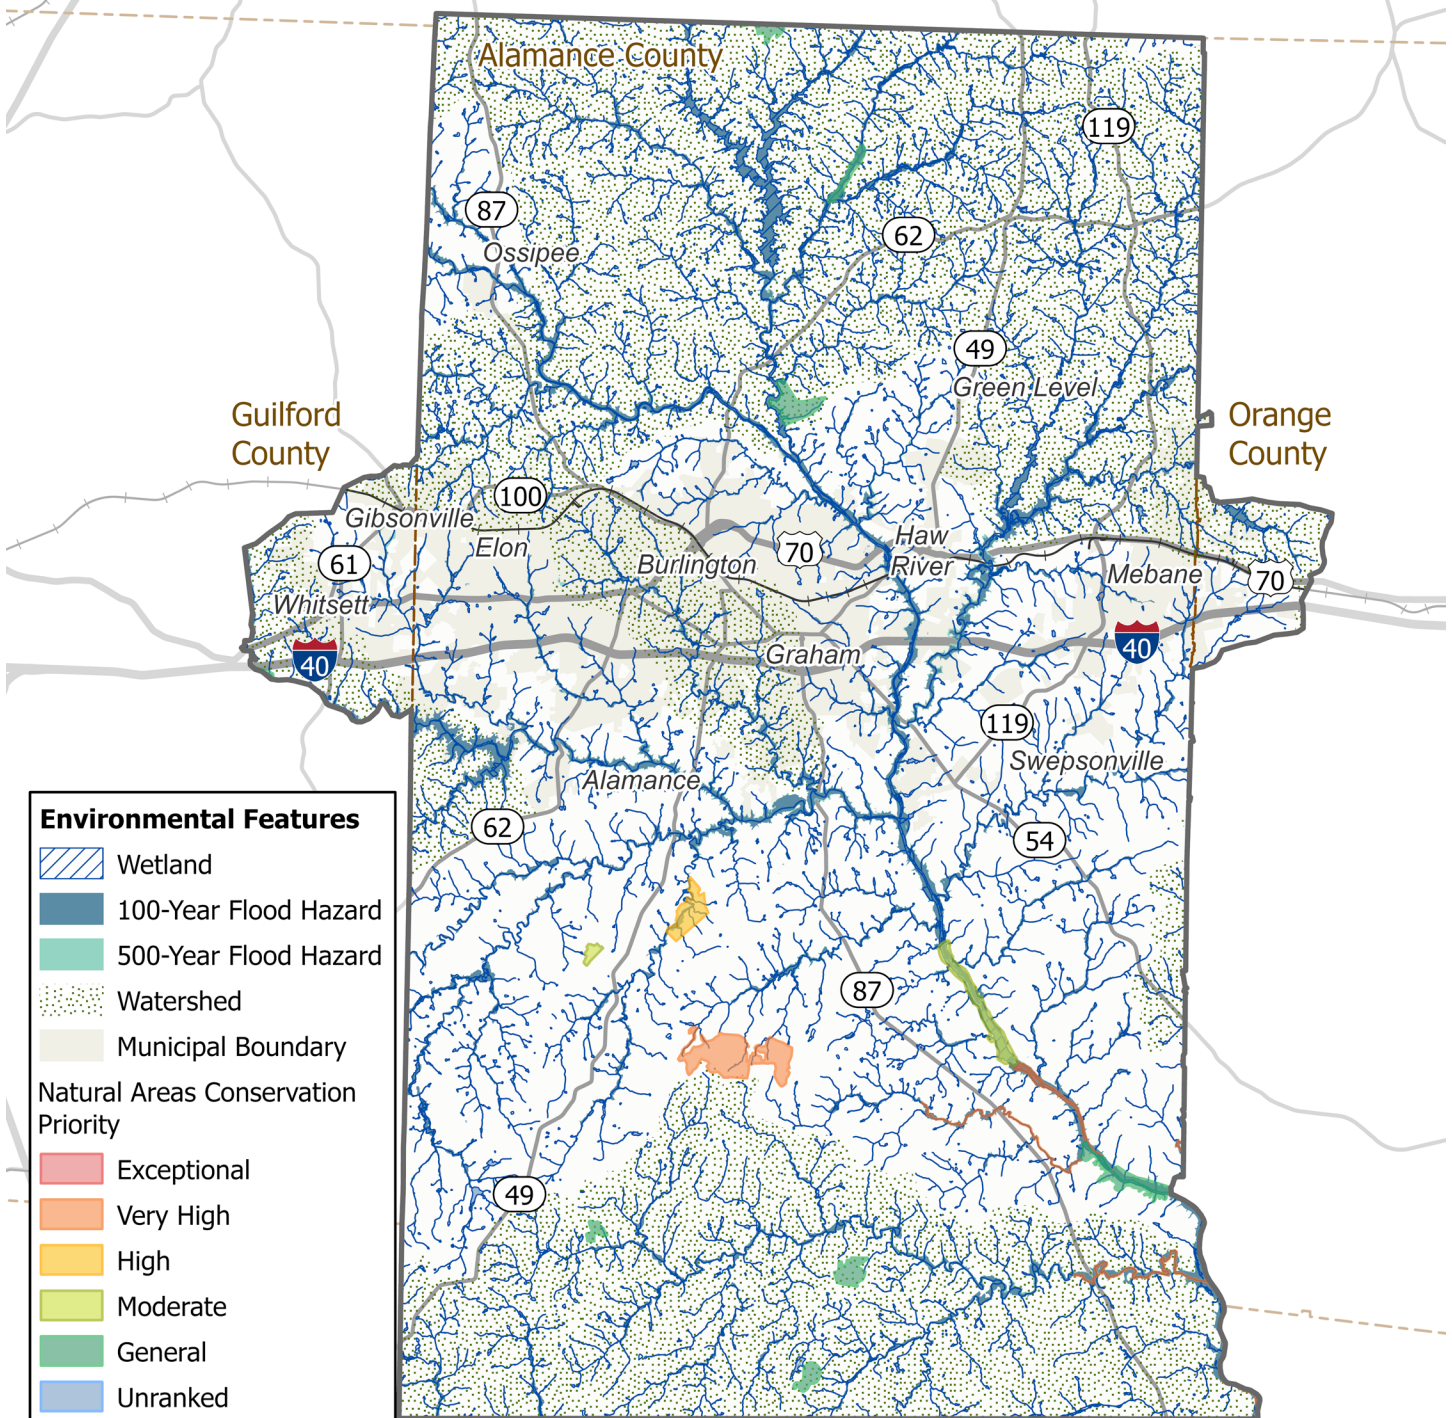 Alamance County
119
87
62
Ossipee
49
Green Level
Guilford
County
Orange
County
100
Gibsonville
Elon
Haw
River
70
61
Burlington
Mebane
70
Whitsett
40
Graham
40
119
Swepsonville
Alamance
62
54
87
49
Environmental Features
Wetland
100-Year Flood Hazard
500-Year Flood Hazard
Watershed
Municipal Boundary
Natural Areas Conservation
Priority
Exceptional
Very High
High
Moderate
General
Unranked